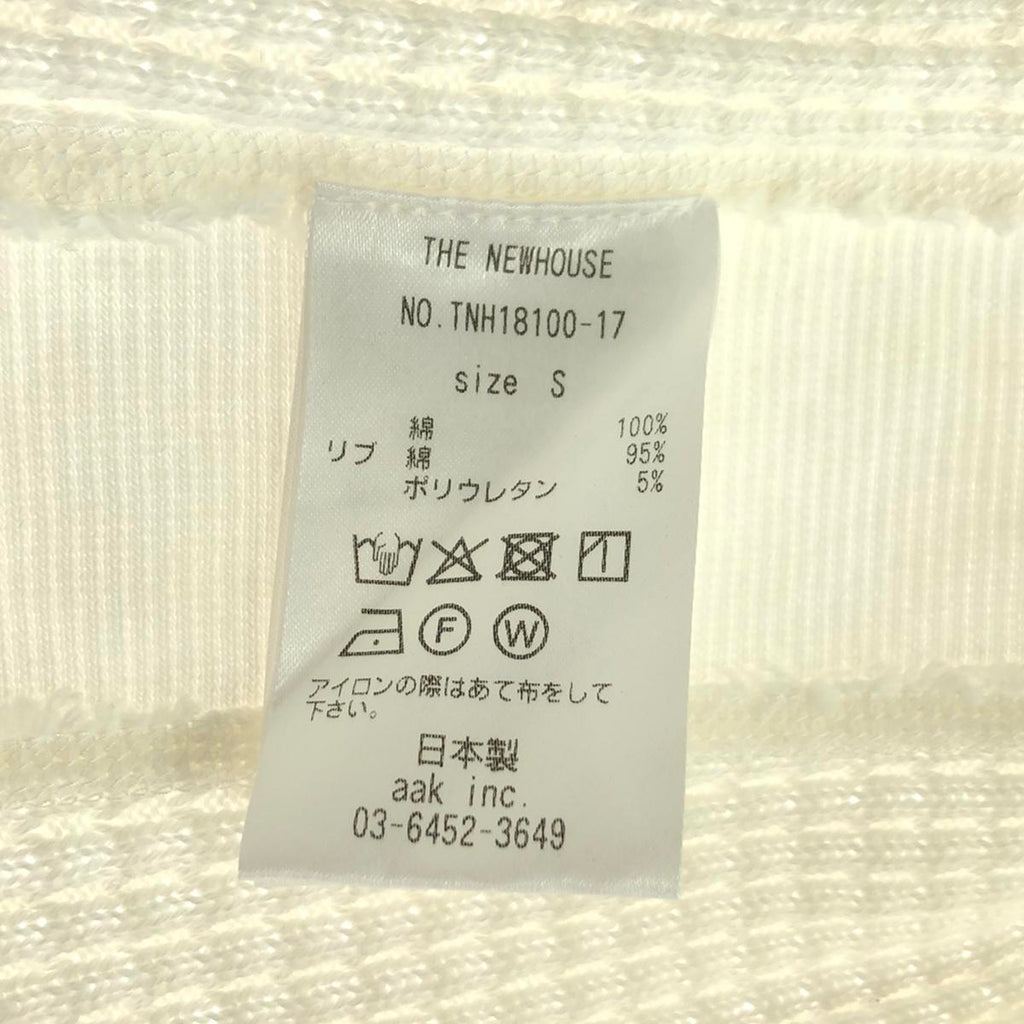 THE NEWHOUSE
NO.TNH18100-17
size S
綿 100%
リブ 綿 95%
ポリウレタン 5%
F W
アイロンの際はあて布をして
下さい。
日本製
aak inc.
03-6452-3649